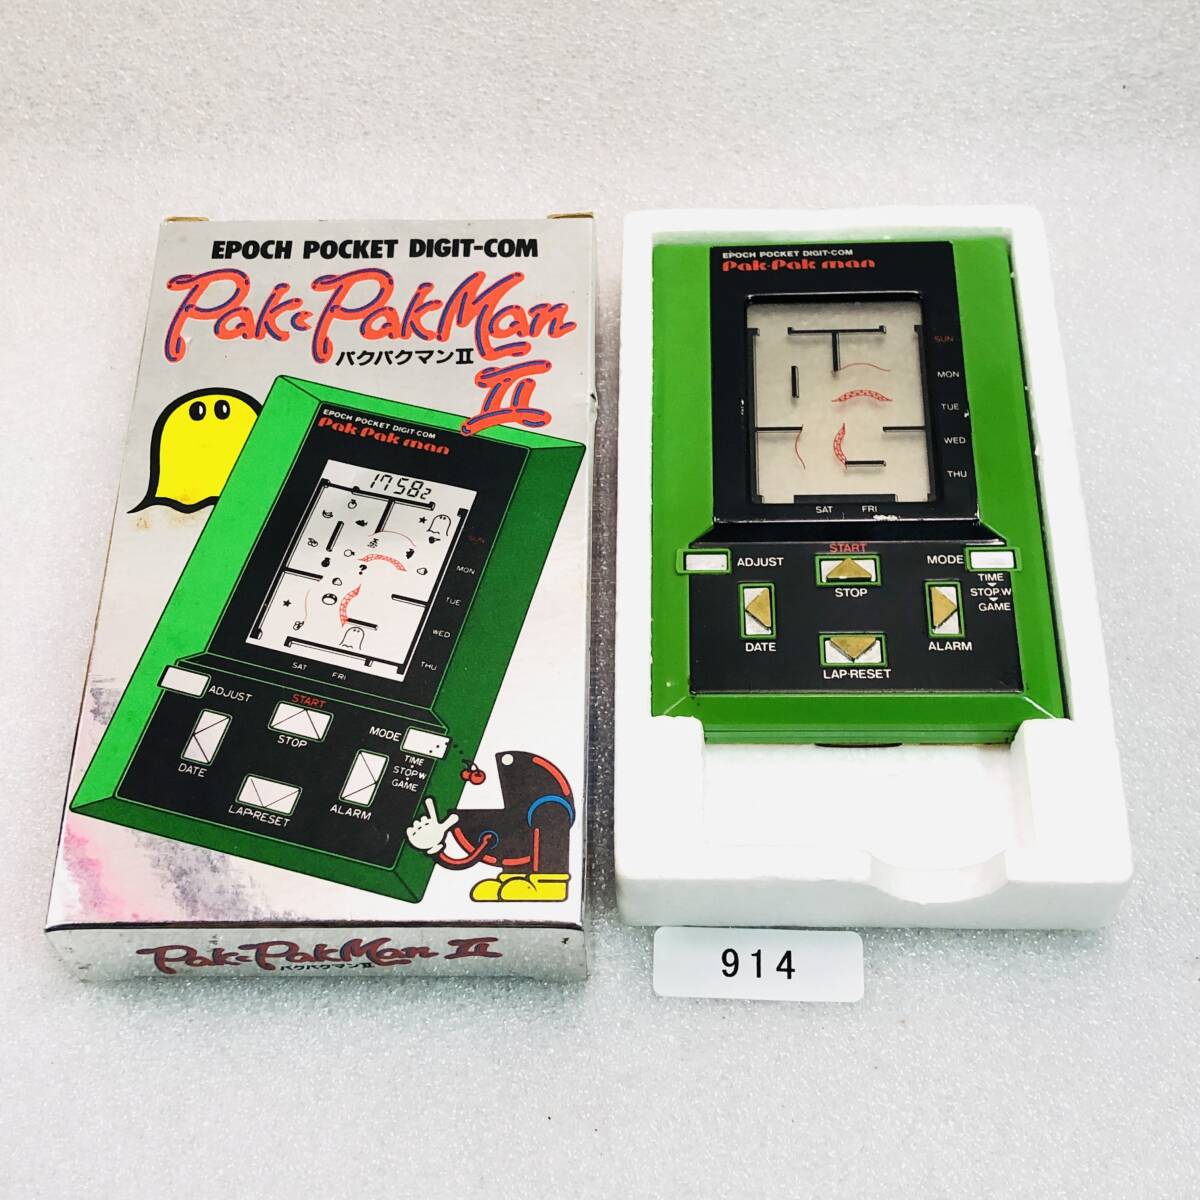 EPOCH POCKET DIGIT-COM
Pak-PakMan
パクパクマンII
II
EPOCH POCKET DIGIT-COM
Pak-Pak man
17 582
SUN
MON
TUE
WED
THU
SAT
FRI
?
ADJUST
START
STOP
MODE
TIME
STOP.W
GAME
DATE
LAP-RESET
ALARM
Pak-PakMan II
パクパクマンII
EPOCH POCKET DIGIT-COM
Pak-Pak man
SUN
MON
TUE
WED
THU
SAT
FRI
ADJUST
START
STOP
MODE
TIME
STOP.W
GAME
DATE
ALARM
LAP-RESET
914